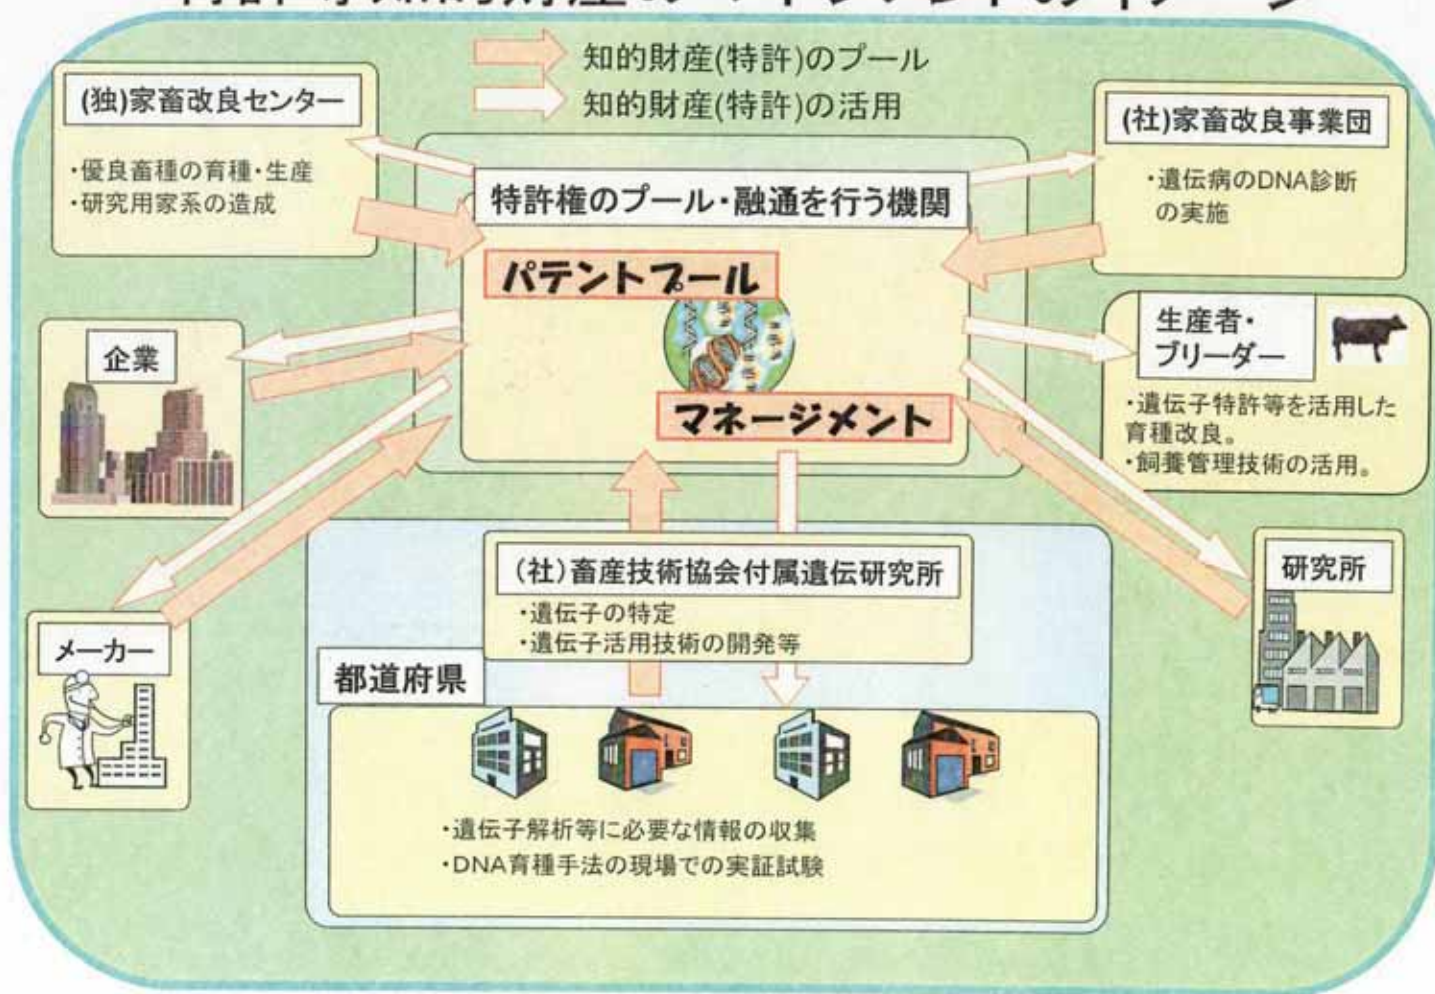 知的財産(特許)のプール
知的財産(特許)の活用
(独)家畜改良センター
・優良畜種の育種・生産
・研究用家系の造成
(社)家畜改良事業団
・遺伝病のDNA診断
の実施
特許権のプール・融通を行う機関
パテントプール
マネージメント
企業
生産者・
ブリーダー
・遺伝子特許等を活用した
育種改良。
・飼養管理技術の活用。
(社)畜産技術協会付属遺伝研究所
・遺伝子の特定
・遺伝子活用技術の開発等
研究所
メーカー
都道府県
・遺伝子解析等に必要な情報の収集
・DNA育種手法の現場での実証試験